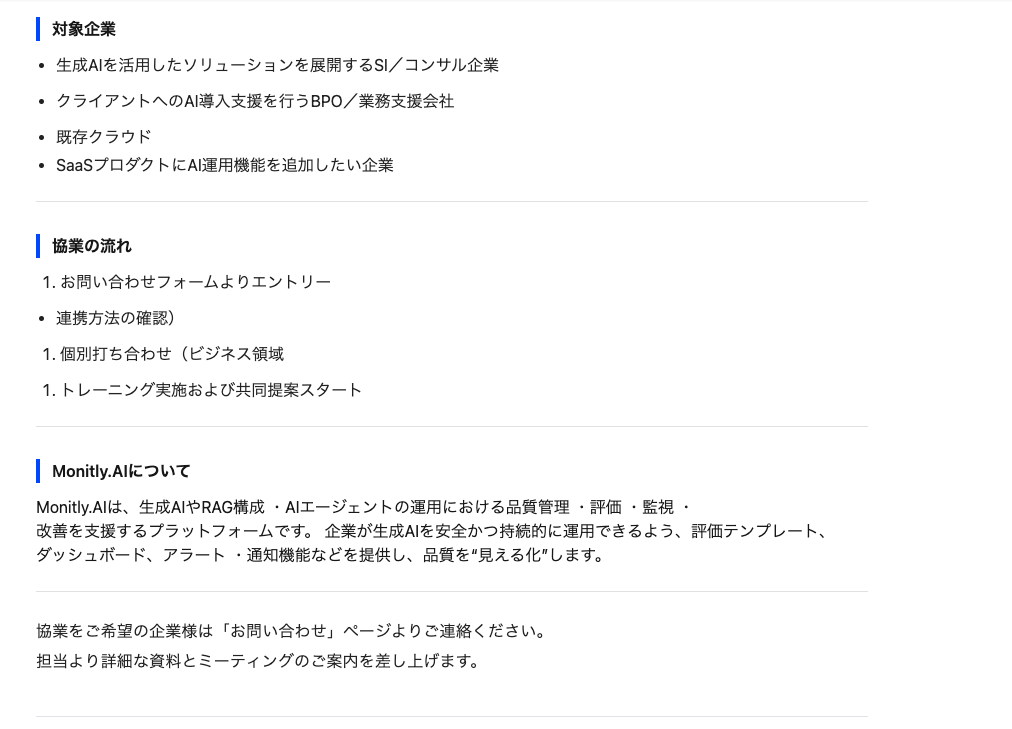 対象企業
• 生成AIを活用したソリューションを展開するSI／コンサル企業
• クライアントへのAI導入支援を行うBPO／業務支援会社
• 既存クラウド
• SaaSプロダクトにAI運用機能を追加したい企業
協業の流れ
1. お問い合わせフォームよりエントリー
• 連携方法の確認）
1. 個別打ち合わせ（ビジネス領域
1. トレーニング実施および共同提案スタート
Monitly.AIについて
Monitly.AIは、生成AIやRAG構成 ・AIエージェントの運用における品質管理 ・評価 ・監視 ・
改善を支援するプラットフォームです。 企業が生成AIを安全かつ持続的に運用できるよう、評価テンプレート、
ダッシュボード、アラート ・通知機能などを提供し、品質を“見える化”します。
協業をご希望の企業様は「お問い合わせ」ページよりご連絡ください。
担当より詳細な資料とミーティングのご案内を差し上げます。